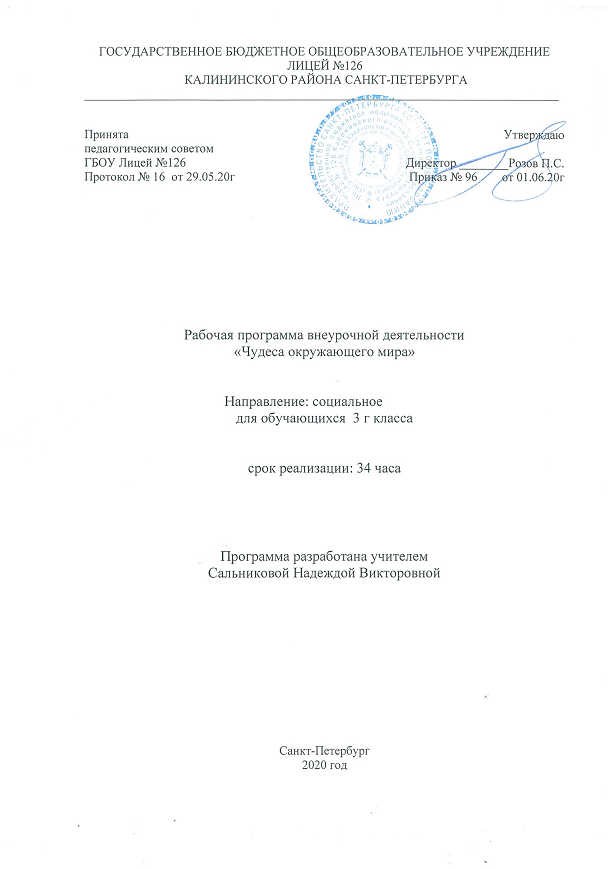 ГОСУДАРСТВЕННОЕ БЮДЖЕТНОЕ ОБЩЕОБРАЗОВАТЕЛЬНОЕ УЧРЕЖДЕНИЕ
ЛИЦЕЙ №126
КАЛИНИНСКОГО РАЙОНА САНКТ-ПЕТЕРБУРГА
Принята Утверждаю
педагогическим советом
ГБОУ Лицей №126 Директор________Розов П.С.
Протокол № 16 от 29.05.20г Приказ № 96 от 01.06.20г
Рабочая программа внеурочной деятельности
«Чудеса окружающего мира»
Направление: социальное
для обучающихся 3 г класса
срок реализации: 34 часа
Программа разработана учителем
Сальниковой Надеждой Викторовной
Санкт-Петербург
2020 год